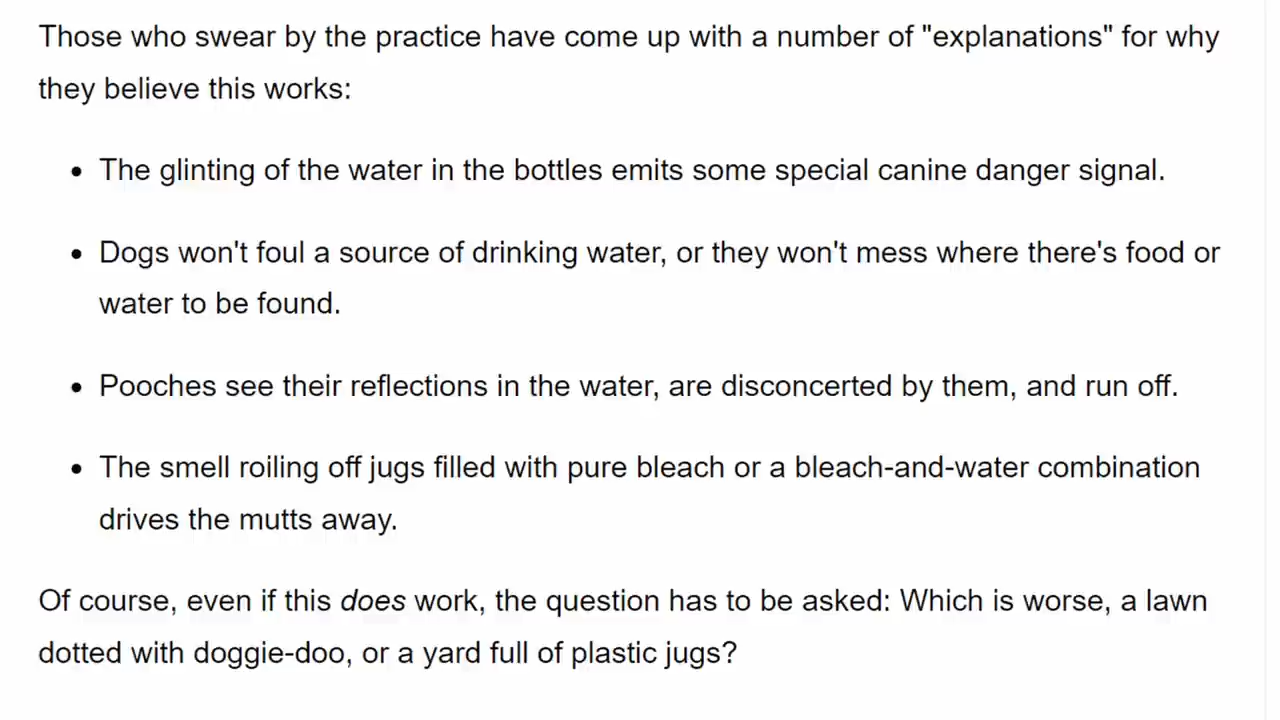 Those who swear by the practice have come up with a number of "explanations" for why
they believe this works:
• The glinting of the water in the bottles emits some special canine danger signal.
• Dogs won't foul a source of drinking water, or they won't mess where there's food or
water to be found.
• Pooches see their reflections in the water, are disconcerted by them, and run off.
• The smell roiling off jugs filled with pure bleach or a bleach-and-water combination
drives the mutts away.
Of course, even if this does work, the question has to be asked: Which is worse, a lawn
dotted with doggie-doo, or a yard full of plastic jugs?